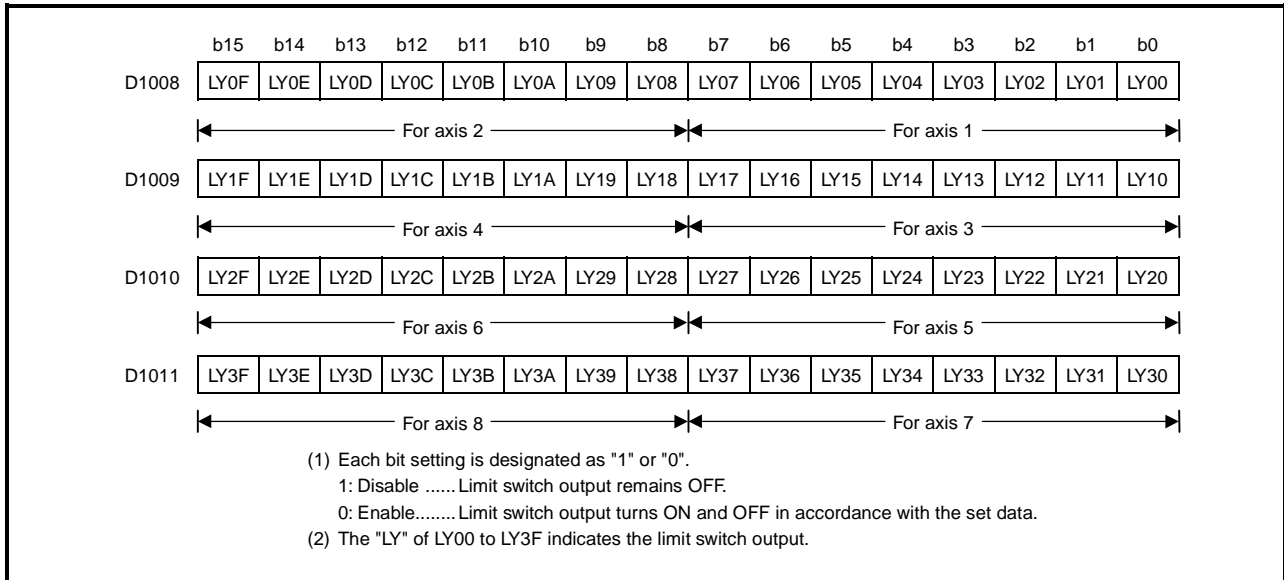 b15 b14 b13 b12 b11 b10 b9 b8 b7 b6 b5 b4 b3 b2 b1 b0
D1008 LY0F LY0E LY0D LY0C LY0B LY0A LY09 LY08 LY07 LY06 LY05 LY04 LY03 LY02 LY01 LY00
For axis 2 For axis 1
D1009 LY1F LY1E LY1D LY1C LY1B LY1A LY19 LY18 LY17 LY16 LY15 LY14 LY13 LY12 LY11 LY10
For axis 4 For axis 3
D1010 LY2F LY2E LY2D LY2C LY2B LY2A LY29 LY28 LY27 LY26 LY25 LY24 LY23 LY22 LY21 LY20
For axis 6 For axis 5
D1011 LY3F LY3E LY3D LY3C LY3B LY3A LY39 LY38 LY37 LY36 LY35 LY34 LY33 LY32 LY31 LY30
For axis 8 For axis 7
(1) Each bit setting is designated as "1" or "0".
1: Disable ...... Limit switch output remains OFF.
0: Enable........ Limit switch output turns ON and OFF in accordance with the set data.
(2) The "LY" of LY00 to LY3F indicates the limit switch output.